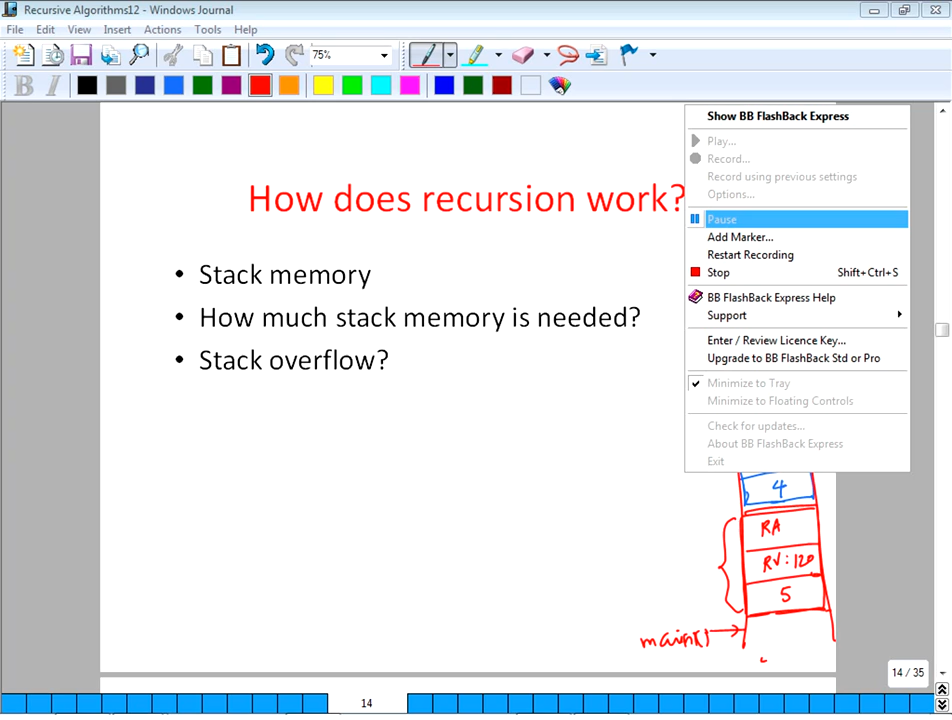 Recursive Algorithms12 - Windows Journal
File Edit View Insert Actions Tools Help
75%
B I
Show BB FlashBack Express
Play...
Record...
Record using previous settings
Options...
Pause
Add Marker...
Restart Recording
Stop Shift+Ctrl+S
BB FlashBack Express Help
Support
Enter / Review Licence Key...
Upgrade to BB FlashBack Std or Pro
Minimize to Tray
Minimize to Floating Controls
Check for updates...
About BB FlashBack Express
Exit
How does recursion work?
• Stack memory
• How much stack memory is needed?
• Stack overflow?
4
RA
RV: 120
5
main()
14 / 35
14